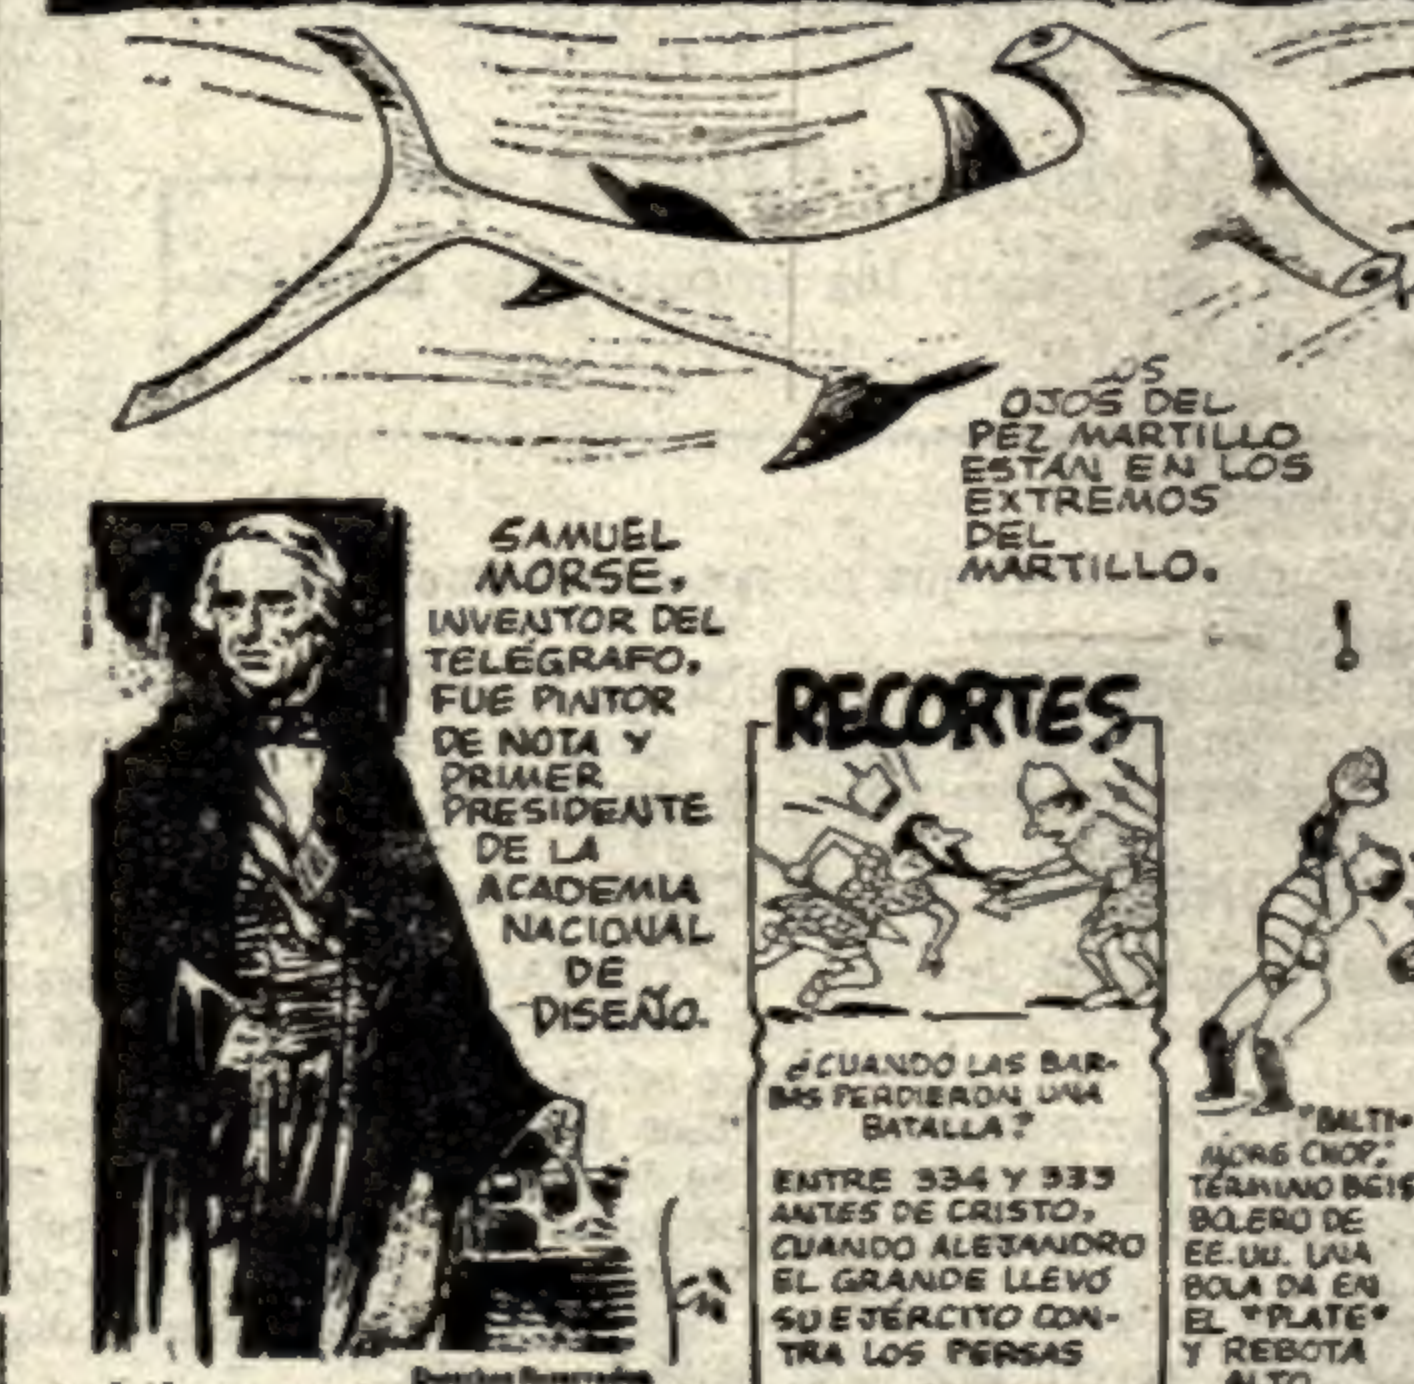 LOS
OJOS DEL
PEZ MARTILLO
ESTÁN EN LOS
EXTREMOS
DEL
MARTILLO.
SAMUEL
MORSE,
INVENTOR DEL
TELÉGRAFO,
FUE PINTOR
DE NOTA Y
PRIMER
PRESIDENTE
DE LA
ACADEMIA
NACIONAL
DE
DISEÑO.
RECORTES
¿CUANDO LAS BAR-
BAS PERDIERON UNA
BATALLA?
ENTRE 334 Y 333
ANTES DE CRISTO,
CUANDO ALEJANDRO
EL GRANDE LLEVÓ
SU EJÉRCITO CON-
TRA LOS PERSAS
"BALTI-
MORE CHOP,"
TÉRMINO BEIS
BOLERO DE
EE.UU. UNA
BOLA DA EN
EL "PLATE"
Y REBOTA
ALTO